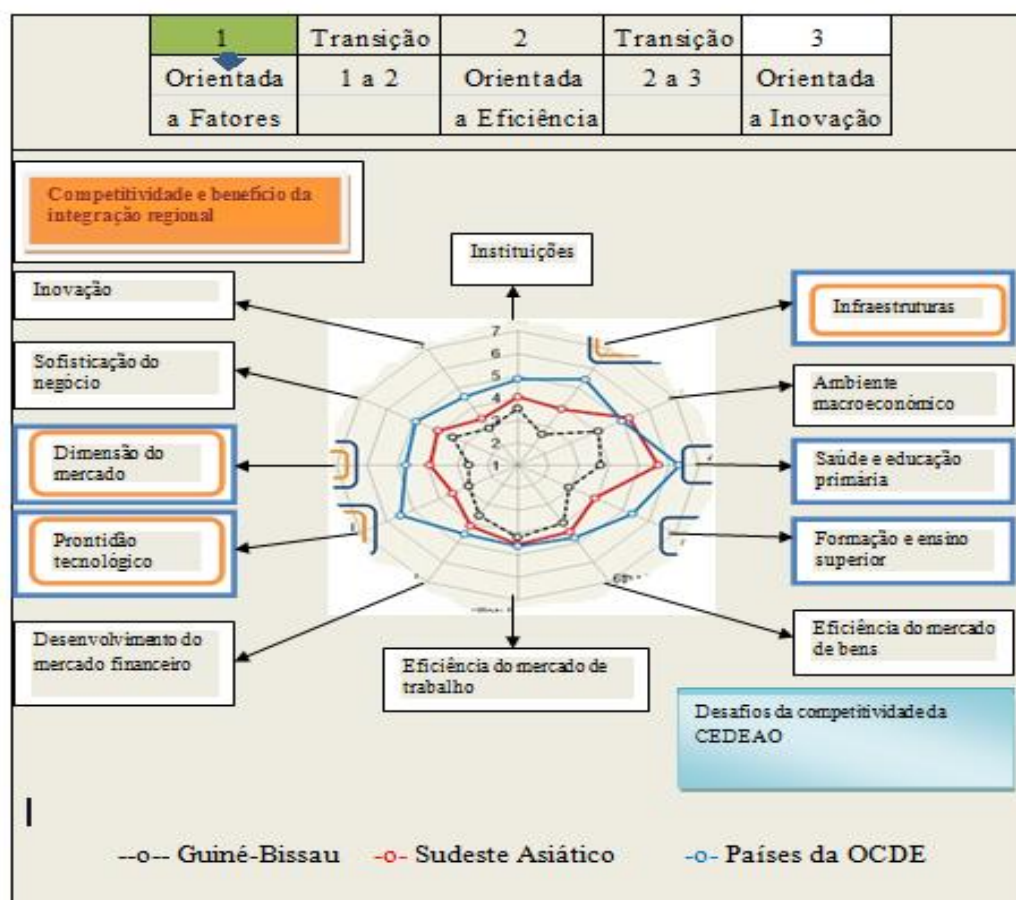 1 Transição 2 Transição 3
Orientada 1 a 2 Orientada 2 a 3 Orientada
a Fatores a Eficiência a Inovação
Competitividade e benefício da
integração regional
Instituições
Inovação
Infraestruturas
Sofisticação do
negócio
Ambiente
macroeconómico
Dimensão do
mercado
Saúde e educação
primária
Prontidão
tecnológico
Formação e ensino
superior
Desenvolvimento do
mercado financeiro
Eficiência do mercado de
trabalho
Eficiência do mercado
de bens
7
6
5
4
3
2
1
Desafios da competitividade da
CEDEAO
--o-- Guiné-Bissau -o- Sudeste Asiático -o- Países da OCDE